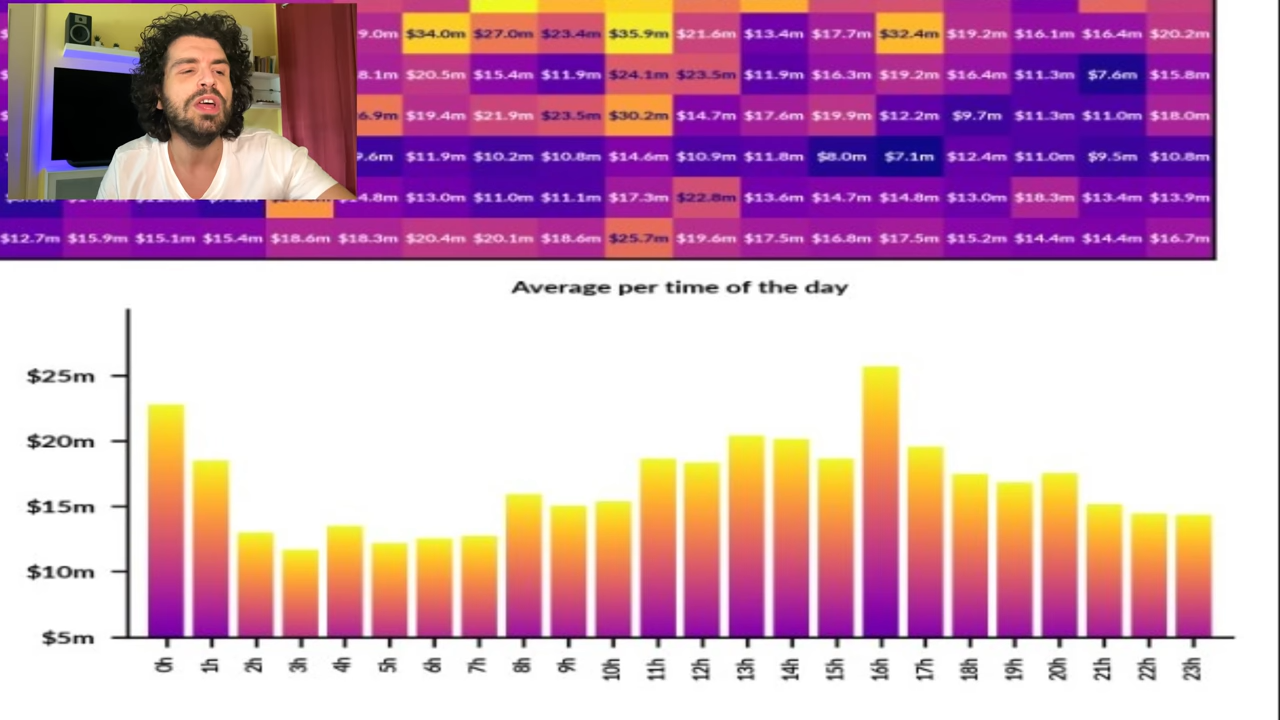 9.0m $34.0m $27.0m $23.4m $35.9m $21.6m $13.4m $17.7m $32.4m $19.2m $16.1m $16.4m $20.2m
8.1m $20.5m $15.4m $11.9m $24.1m $23.5m $11.9m $16.3m $19.2m $16.4m $11.3m $7.6m $15.8m
6.9m $19.4m $21.9m $23.5m $30.2m $14.7m $17.6m $19.9m $12.2m $9.7m $11.3m $11.0m $18.0m
9.6m $11.9m $10.2m $10.8m $14.6m $10.9m $11.8m $8.0m $7.1m $12.4m $11.0m $9.5m $10.8m
4.8m $13.0m $11.0m $11.1m $17.3m $22.8m $13.6m $14.7m $14.8m $13.0m $18.3m $13.4m $13.9m
$12.7m $15.9m $15.1m $15.4m $18.6m $18.3m $20.4m $20.1m $18.6m $25.7m $19.6m $17.5m $16.8m $17.5m $15.2m $14.4m $14.4m $16.7m
Average per time of the day
$25m
$20m
$15m
$10m
$5m
0h 1h 2h 3h 4h 5h 6h 7h 8h 9h 10h 11h 12h 13h 14h 15h 16h 17h 18h 19h 20h 21h 22h 23h